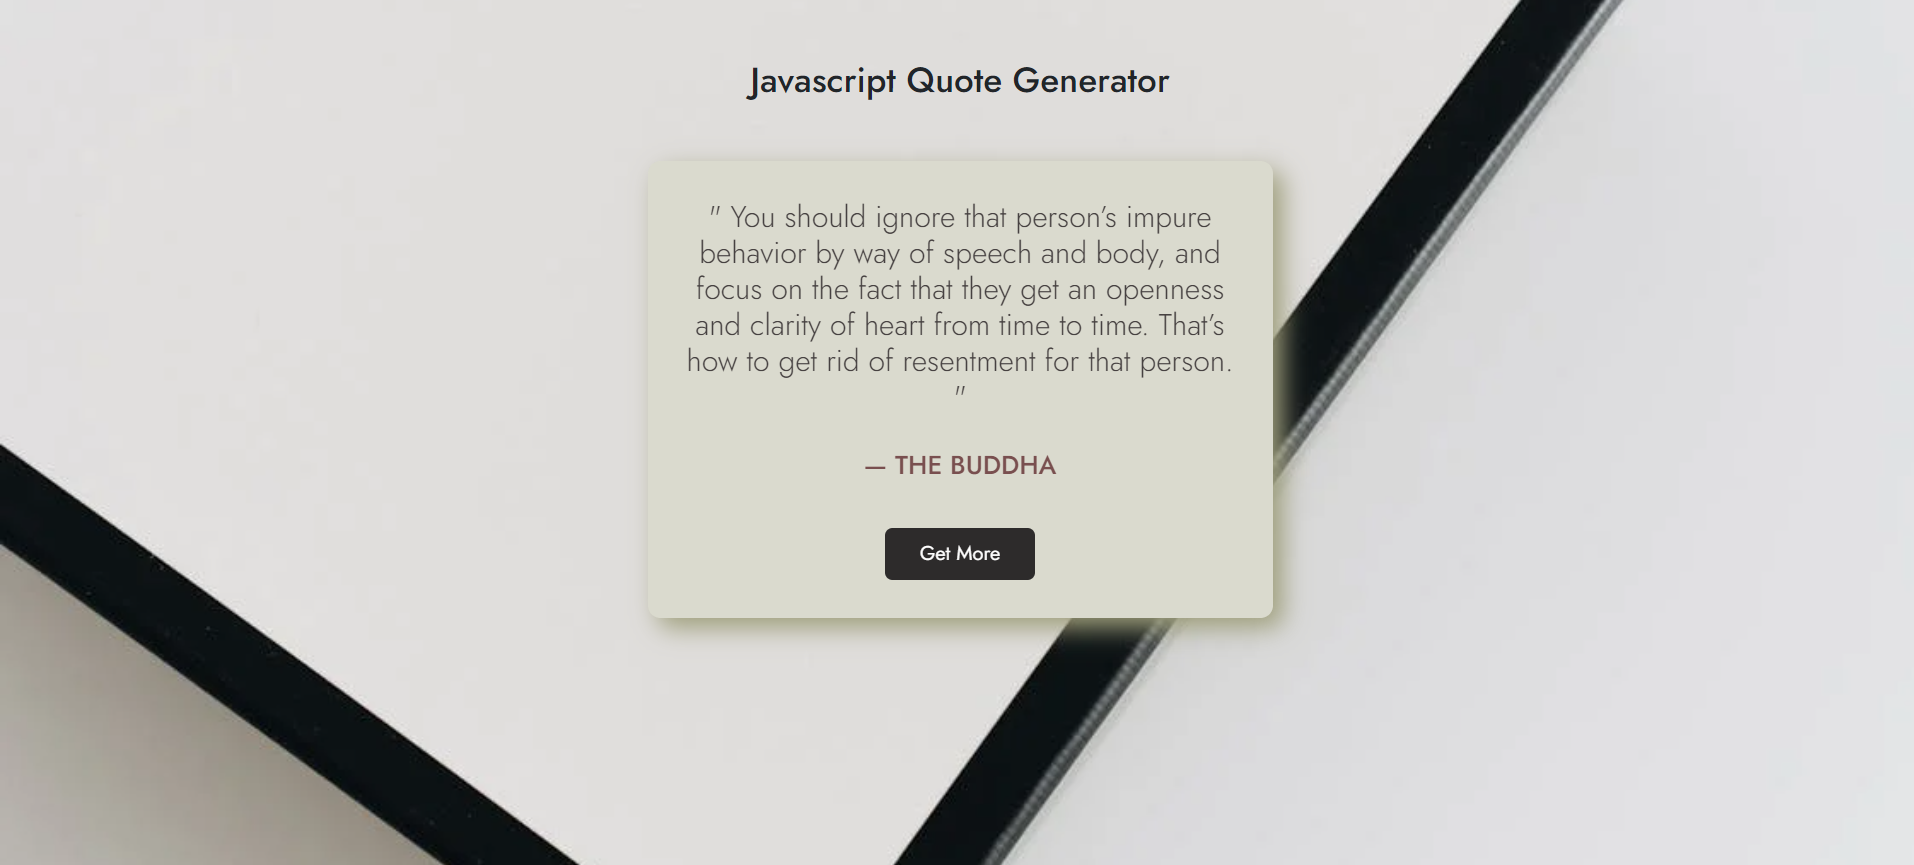 Javascript Quote Generator
" You should ignore that person’s impure
behavior by way of speech and body, and
focus on the fact that they get an openness
and clarity of heart from time to time. That’s
how to get rid of resentment for that person.
"
— THE BUDDHA
Get More